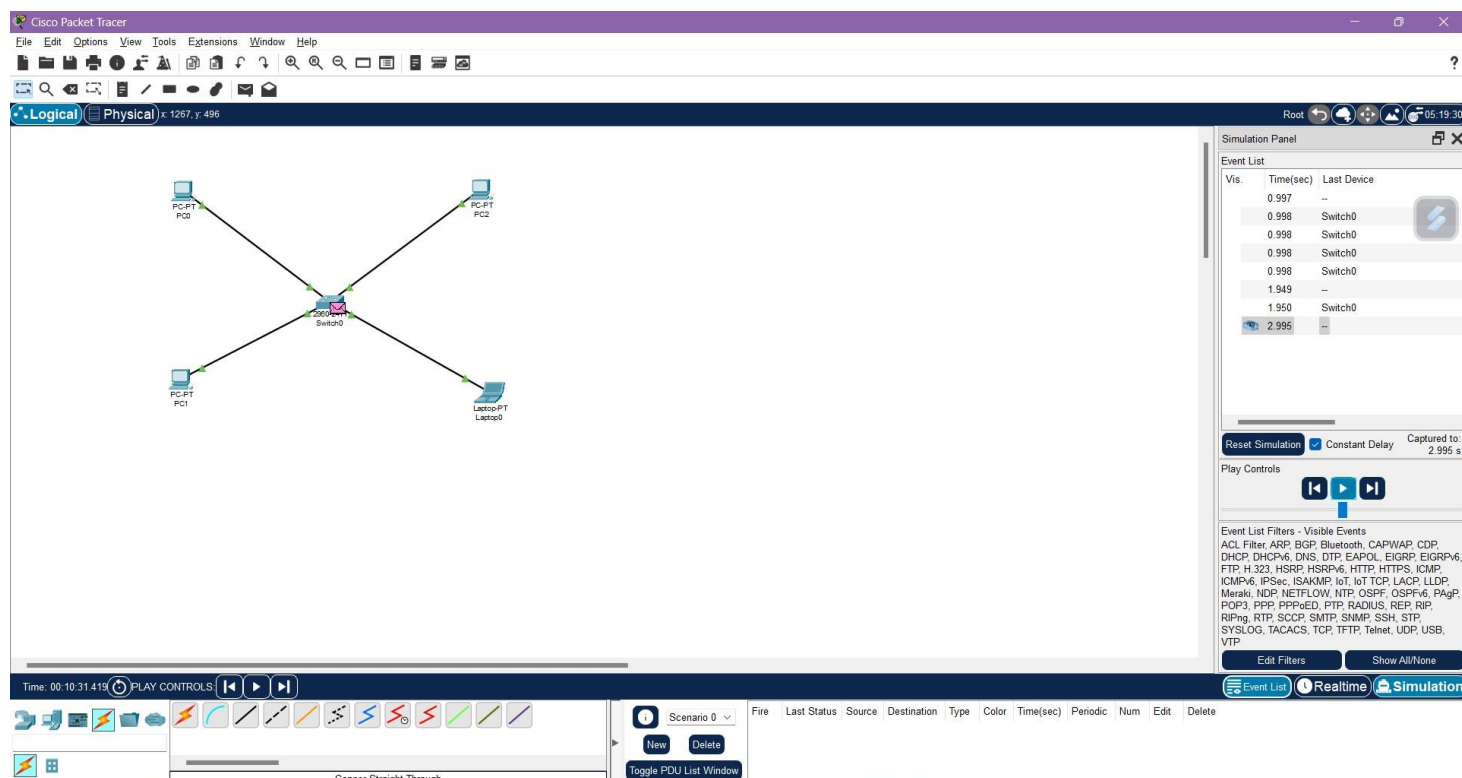 Cisco Packet Tracer
File Edit Options View Tools Extensions Window Help
?
Logical Physical x: 1267, y: 496
Root 05:19:30
Simulation Panel
Event List
Vis. Time(sec) Last Device
0.997 --
0.998 Switch0
0.998 Switch0
0.998 Switch0
0.998 Switch0
1.949 --
1.950 Switch0
2.995 --
PC-PT
PC0
PC-PT
PC2
Switch0
PC-PT
PC1
Laptop-PT
Laptop0
Reset Simulation Constant Delay Captured to:
2.995 s
Play Controls
Event List Filters - Visible Events
ACL Filter, ARP, BGP, Bluetooth, CAPWAP, CDP,
DHCP, DHCPv6, DNS, DTP, EAPOL, EIGRP, EIGRPv6,
FTP, H.323, HSRP, HSRPv6, HTTP, HTTPS, ICMP,
ICMPv6, IPSec, ISAKMP, IoT, IoT TCP, LACP, LLDP,
Meraki, NDP, NETFLOW, NTP, OSPF, OSPFv6, PAgP,
POP3, PPP, PPPoED, PTP, RADIUS, REP, RIP,
RIPng, RTP, SCCP, SMTP, SNMP, SSH, STP,
SYSLOG, TACACS, TCP, TFTP, Telnet, UDP, USB,
VTP
Edit Filters Show All/None
Time: 00:10:31.419 PLAY CONTROLS:
Event List Realtime Simulation
Scenario 0
New Delete
Toggle PDU List Window
Fire Last Status Source Destination Type Color Time(sec) Periodic Num Edit Delete
Copper Straight-Through